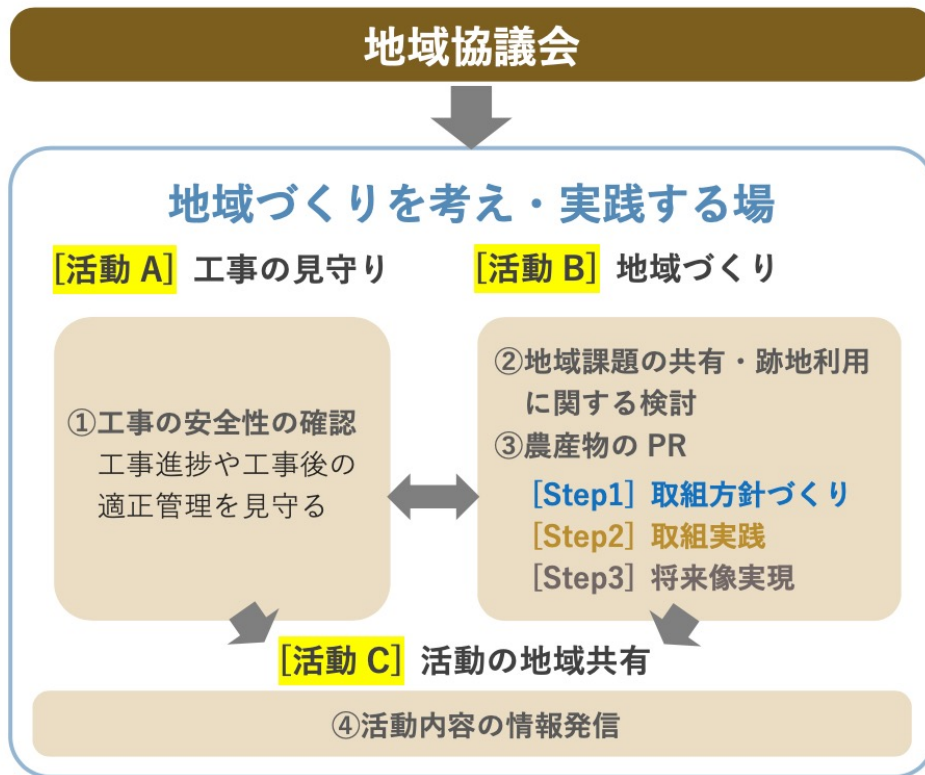 地域協議会
地域づくりを考え・実践する場
[活動 A] 工事の見守り
①工事の安全性の確認
工事進捗や工事後の
適正管理を見守る
[活動 B] 地域づくり
②地域課題の共有・跡地利用
に関する検討
③農産物の PR
[Step1] 取組方針づくり
[Step2] 取組実践
[Step3] 将来像実現
[活動 C] 活動の地域共有
④活動内容の情報発信